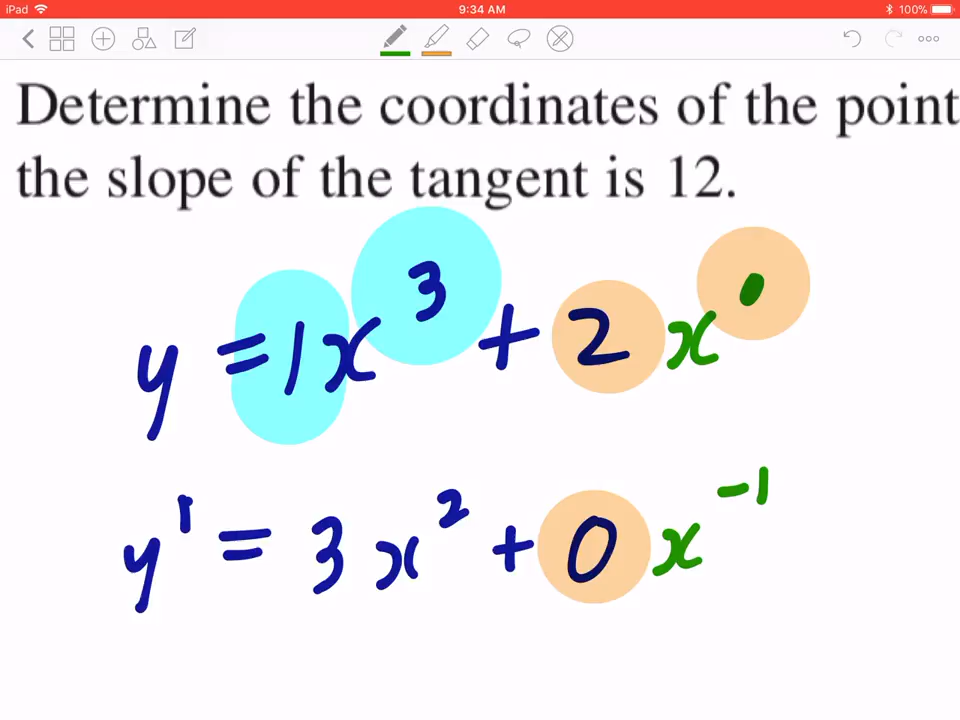 iPad 9:34 AM 100%
Determine the coordinates of the point
the slope of the tangent is 12.
y = 1x³ + 2x⁰
y' = 3x² + 0x⁻¹